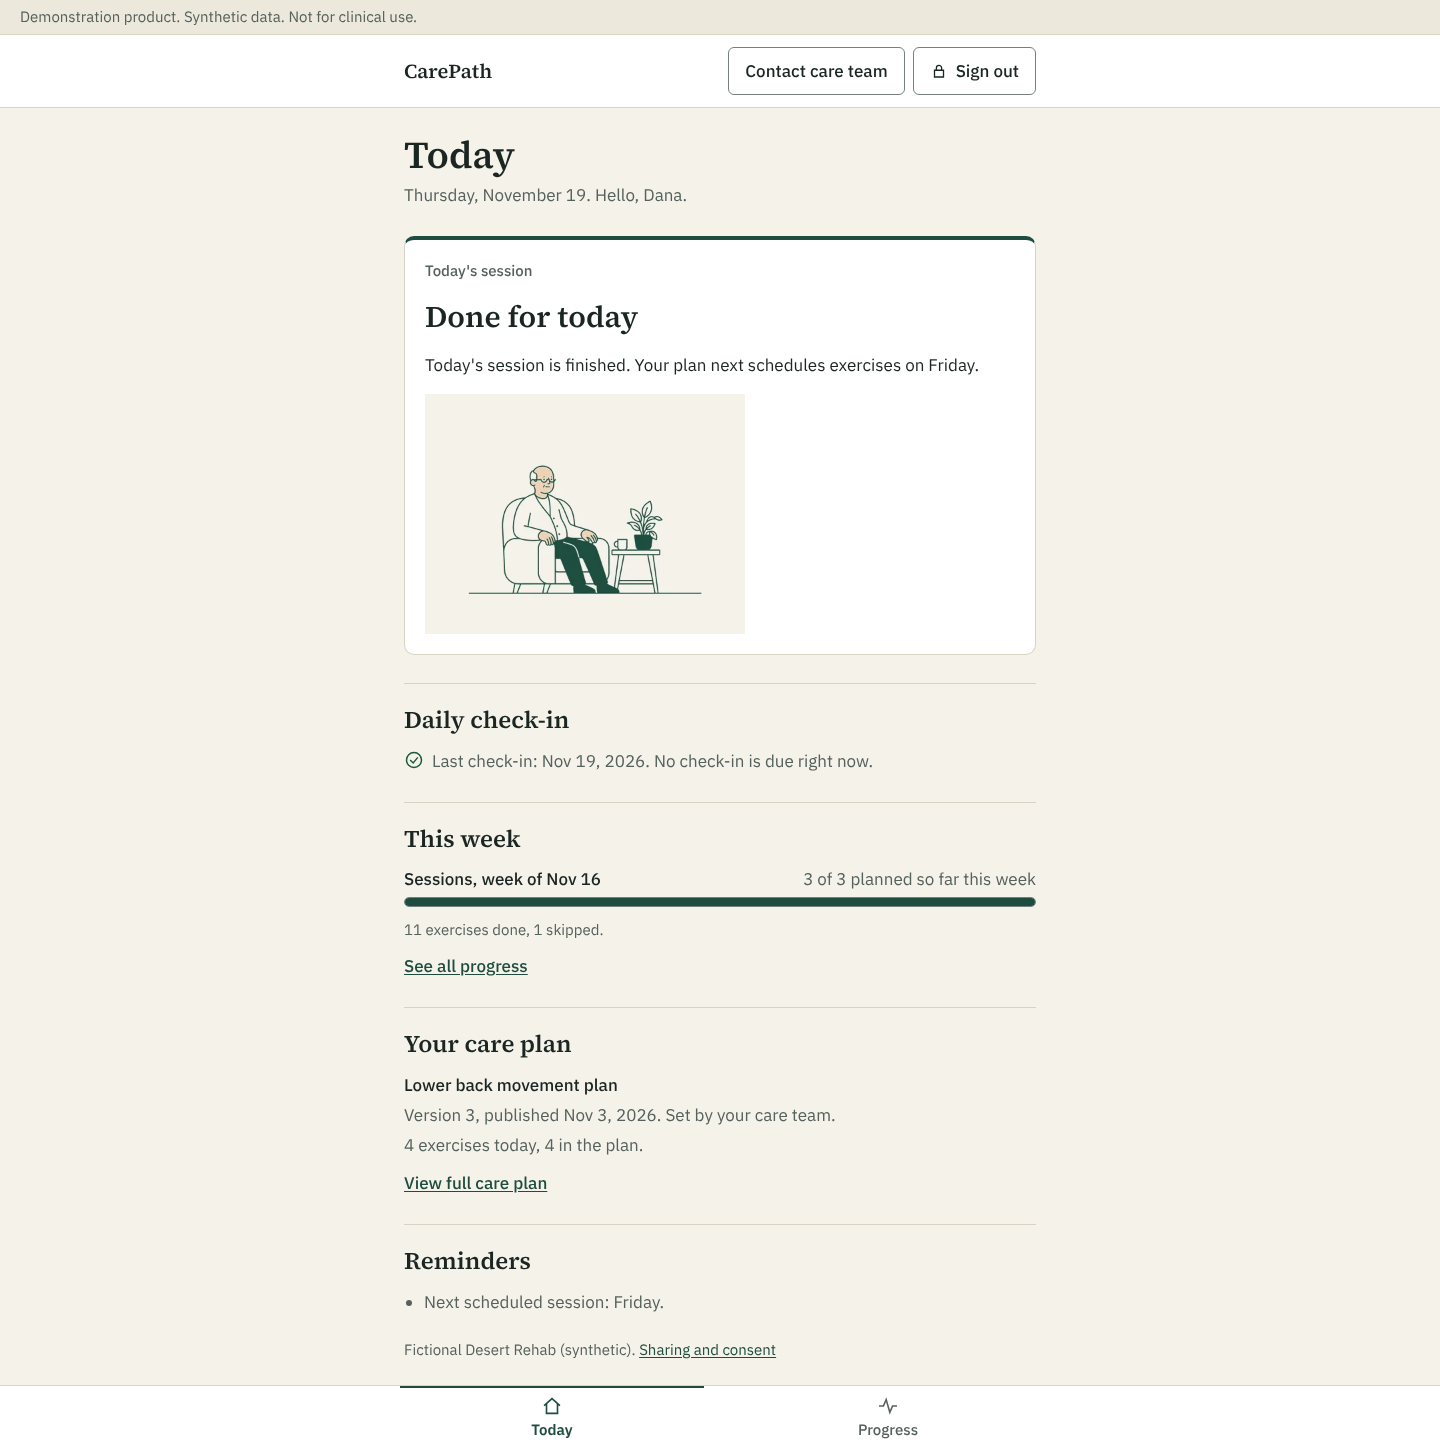 Demonstration product. Synthetic data. Not for clinical use.
CarePath
Contact care team
Sign out
Today
Thursday, November 19. Hello, Dana.
Today's session
Done for today
Today's session is finished. Your plan next schedules exercises on Friday.
Daily check-in
Last check-in: Nov 19, 2026. No check-in is due right now.
This week
Sessions, week of Nov 16
3 of 3 planned so far this week
11 exercises done, 1 skipped.
See all progress
Your care plan
Lower back movement plan
Version 3, published Nov 3, 2026. Set by your care team.
4 exercises today, 4 in the plan.
View full care plan
Reminders
Next scheduled session: Friday.
Fictional Desert Rehab (synthetic). Sharing and consent
Today
Progress